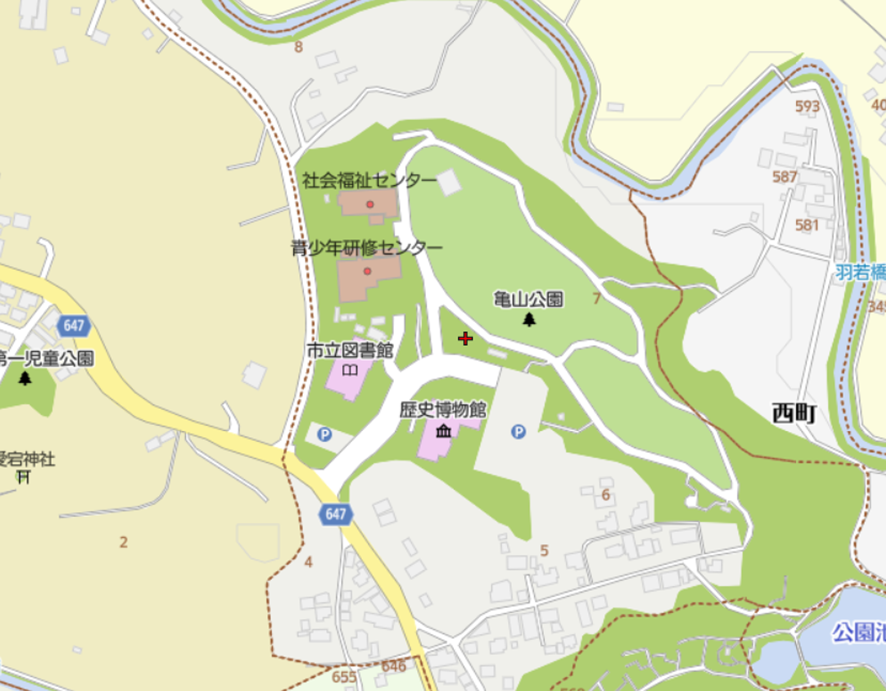 8
593
40
社会福祉センター
587
581
青少年研修センター
羽若橋
亀山公園
7
345
647
第一児童公園
市立図書館
歴史博物館
西町
P
P
愛宕神社
6
647
2
5
4
公園池
646
655